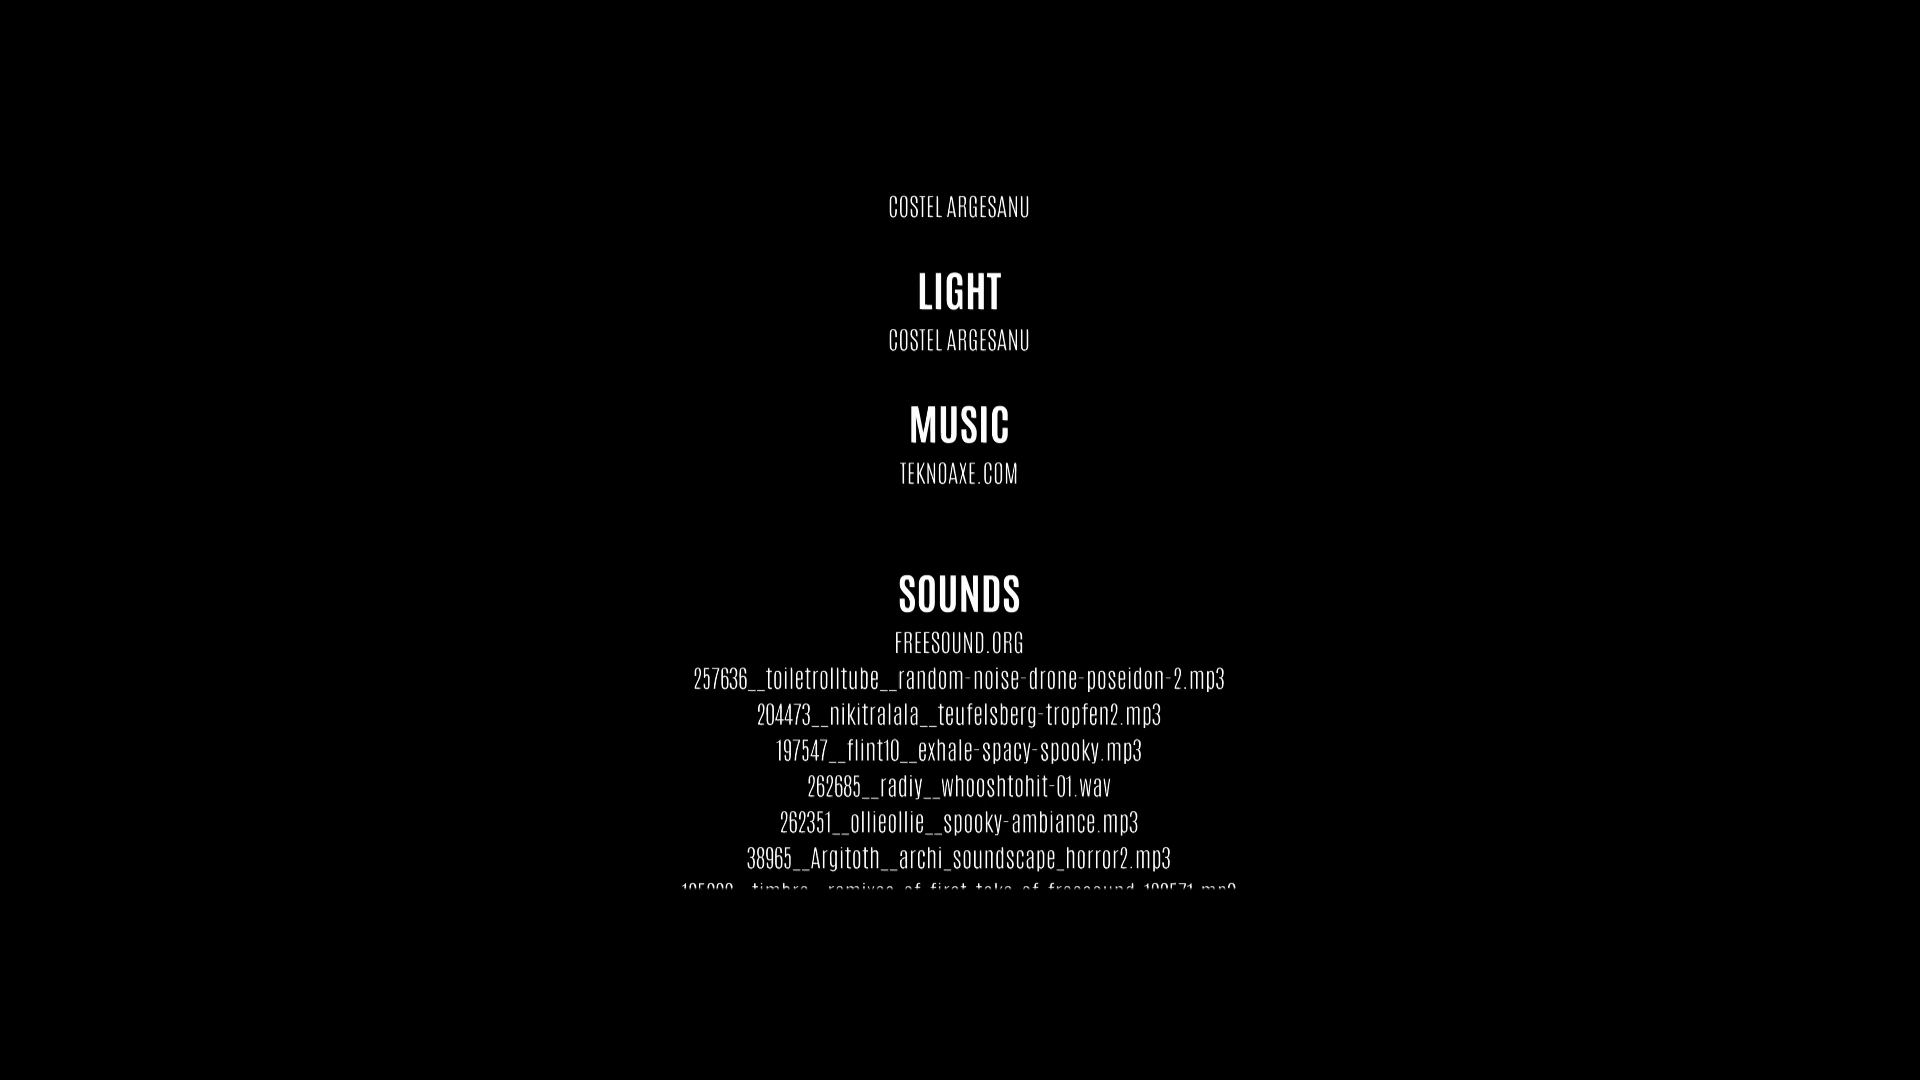 COSTEL ARGESANU
LIGHT
COSTEL ARGESANU
MUSIC
TEKNOAXE.COM
SOUNDS
FREESOUND.ORG
257636__toiletrolltube__random-noise-drone-poseidon-2.mp3
204473__nikitralala__teufelsberg-tropfen2.mp3
197547__flint10__exhale-spacy-spooky.mp3
262685__radiy__whooshtohit-01.wav
262351__ollieollie__spooky-ambiance.mp3
38965__Argitoth__archi_soundscape_horror2.mp3